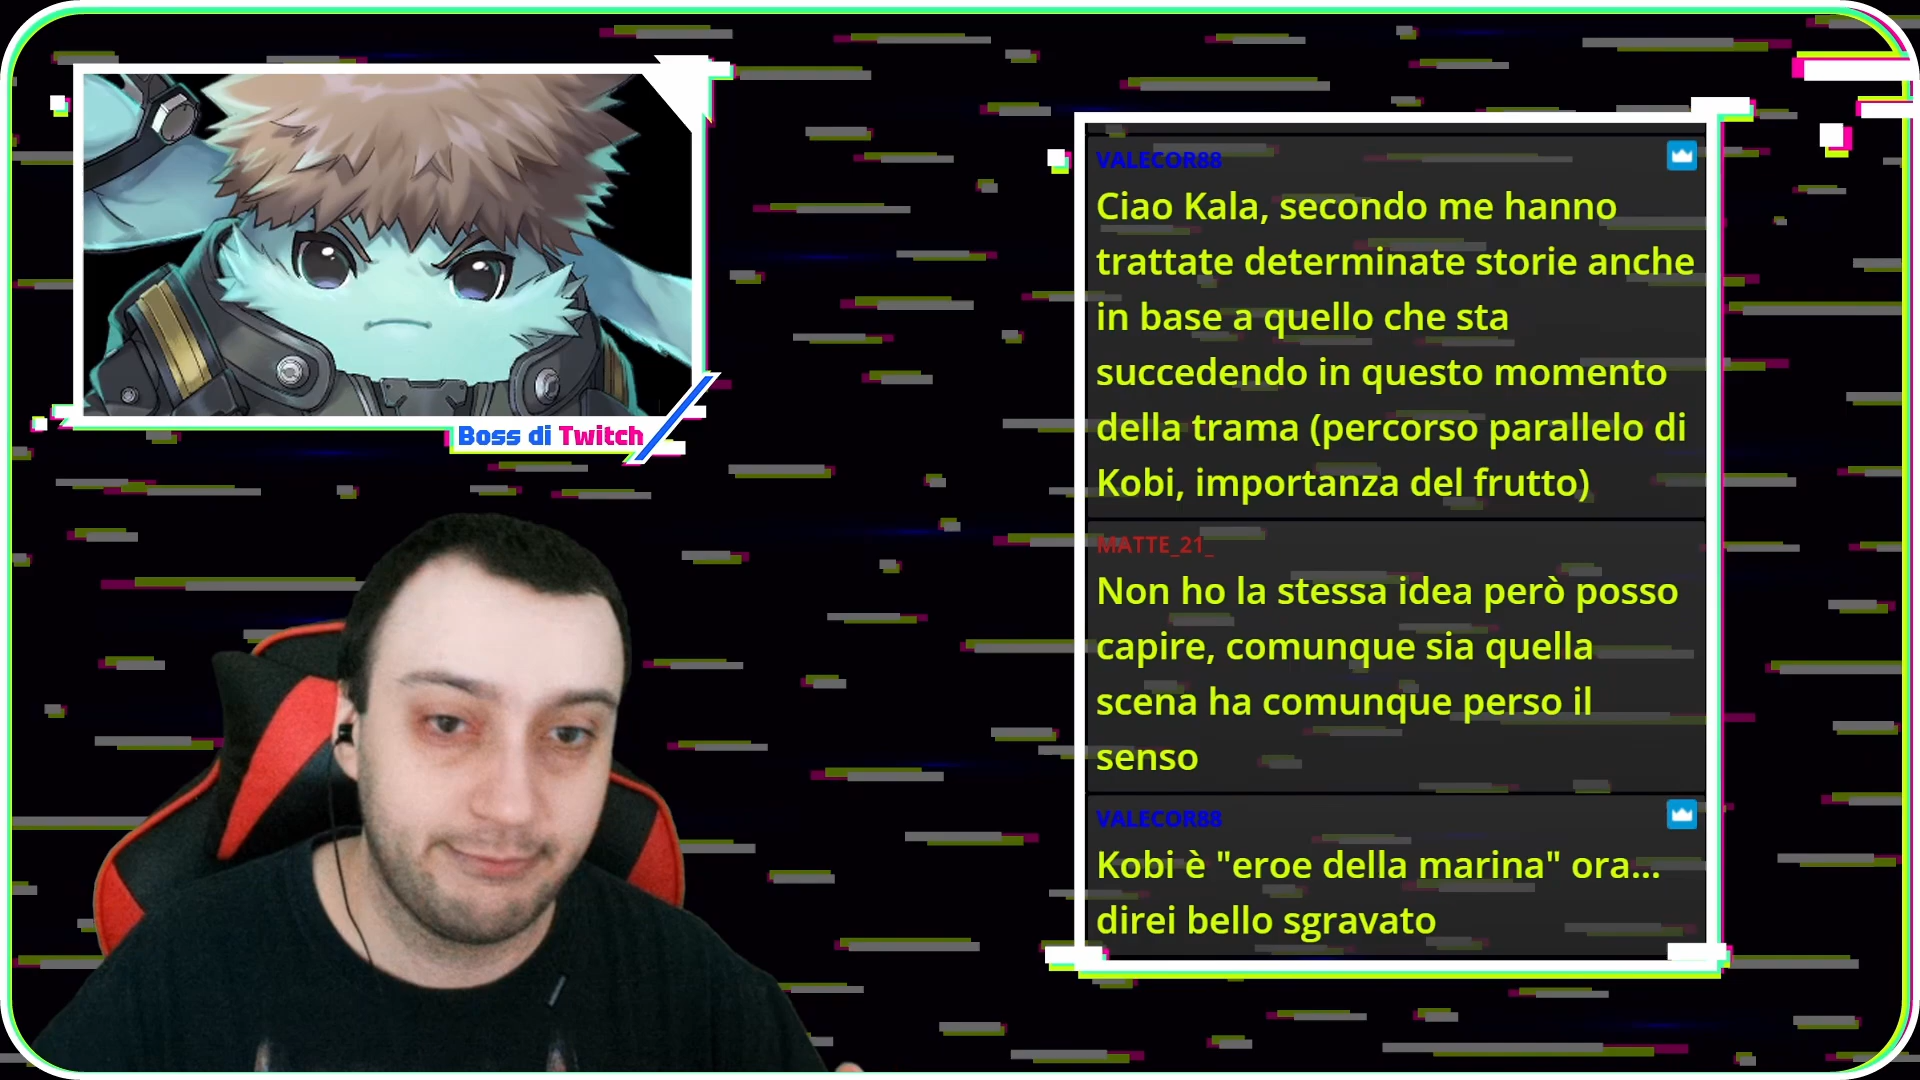 Boss di Twitch
VALECOR88
Ciao Kala, secondo me hanno
trattate determinate storie anche
in base a quello che sta
succedendo in questo momento
della trama (percorso parallelo di
Kobi, importanza del frutto)
MATTE_21_
Non ho la stessa idea però posso
capire, comunque sia quella
scena ha comunque perso il
senso
VALECOR88
Kobi è "eroe della marina" ora...
direi bello sgravato